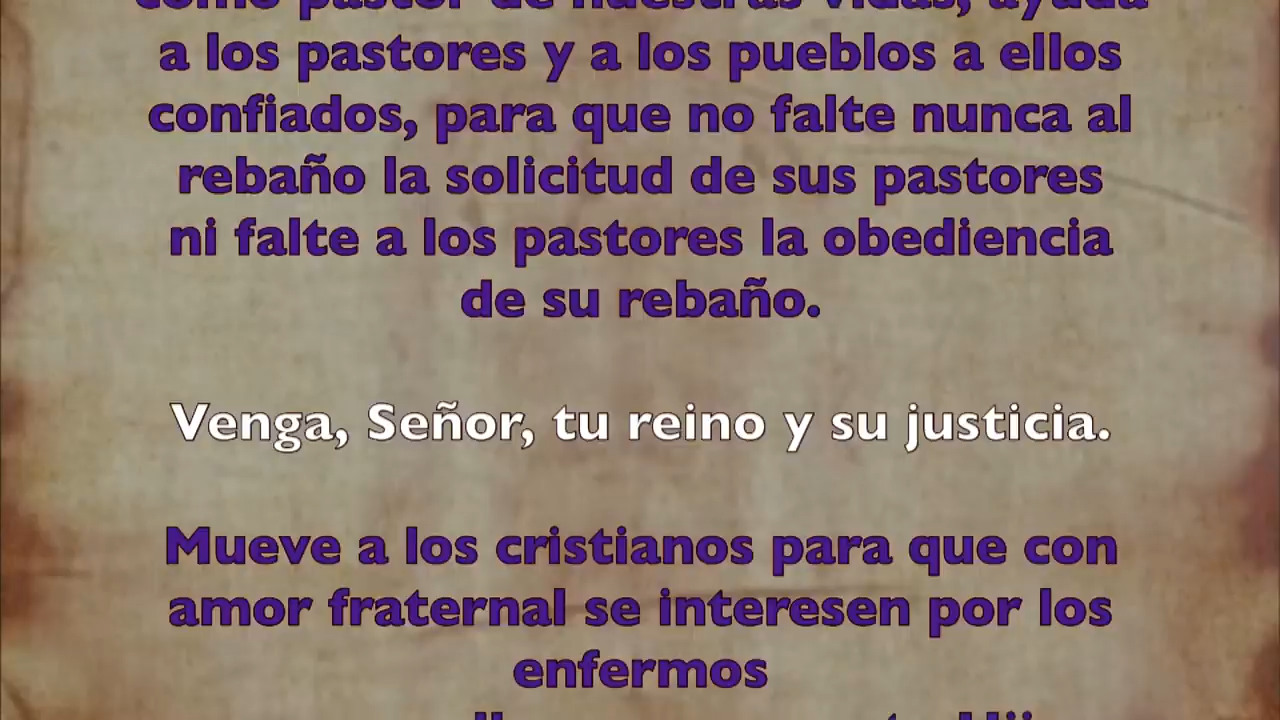 como pastor de nuestras vidas, ayuda
a los pastores y a los pueblos a ellos
confiados, para que no falte nunca al
rebaño la solicitud de sus pastores
ni falte a los pastores la obediencia
de su rebaño.
Venga, Señor, tu reino y su justicia.
Mueve a los cristianos para que con
amor fraternal se interesen por los
enfermos